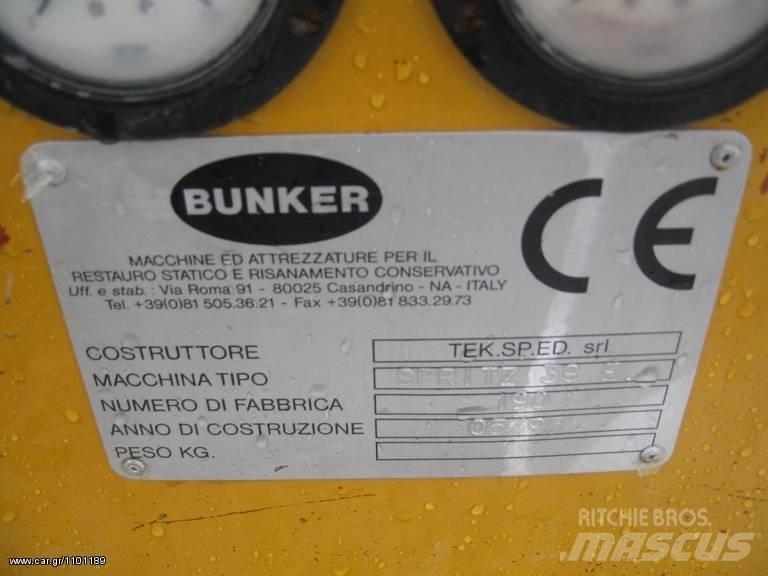 BUNKER
CE
MACCHINE ED ATTREZZATURE PER IL
RESTAURO STATICO E RISANAMENTO CONSERVATIVO
Uff. e stab.: Via Roma 91 - 80025 Casandrino - NA - ITALY
Tel. +39(0)81 505.36.21 - Fax +39(0)81 833.29.73
COSTRUTTORE TEK.SP.ED. srl
MACCHINA TIPO SPRITZ
NUMERO DI FABBRICA 190
ANNO DI COSTRUZIONE
PESO KG.
www.car.gr/1101189
RITCHIE BROS.
MASCUS